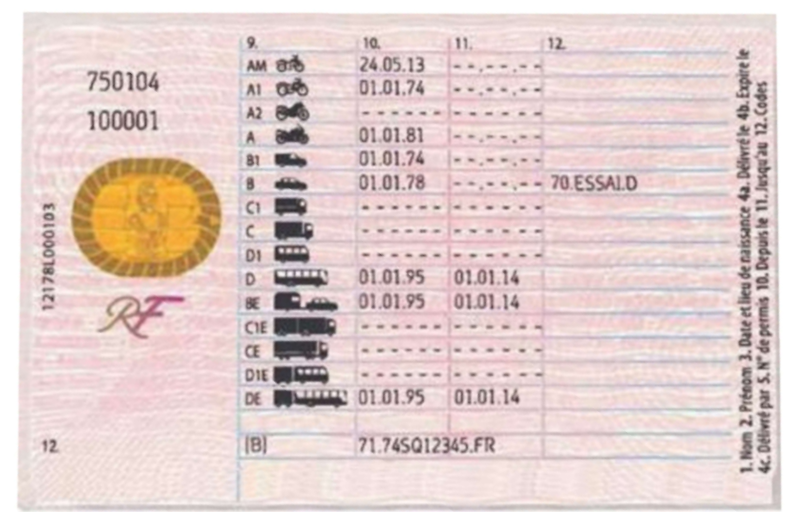 750104
100001
12178L000103
RF
12.
9. 10. 11. 12.
AM 24.05.13 --.--.--
A1 01.01.74 --.--.--
A2 ------ ------
A 01.01.81 --.--.--
B1 01.01.74 --.--.--
B 01.01.78 --.--.-- 70.ESSAI.D
C1 ------ ------
C ------ ------
D1 ------ ------
D 01.01.95 01.01.14
BE 01.01.95 01.01.14
C1E ------ ------
CE ------ ------
D1E ------ ------
DE 01.01.95 01.01.14
(B) 71.74SQ12345.FR
1. Nom 2. Prénom 3. Date et lieu de naissance 4a. Délivré le 4b. Expire le
4c. Délivré par 5. N° de permis 10. Depuis le 11. Jusqu'au 12. Codes